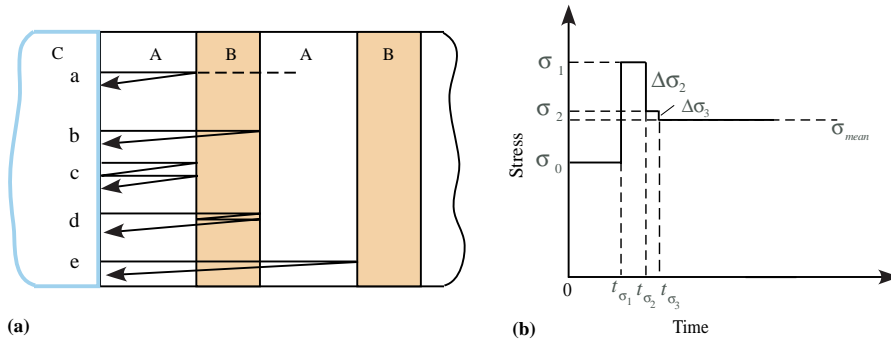 C A B A B
a
b
c
d
e
(a)
Stress
σ1
σ2
σ0
Δσ2
Δσ3
σmean
0
tσ1 tσ2 tσ3
Time
(b)